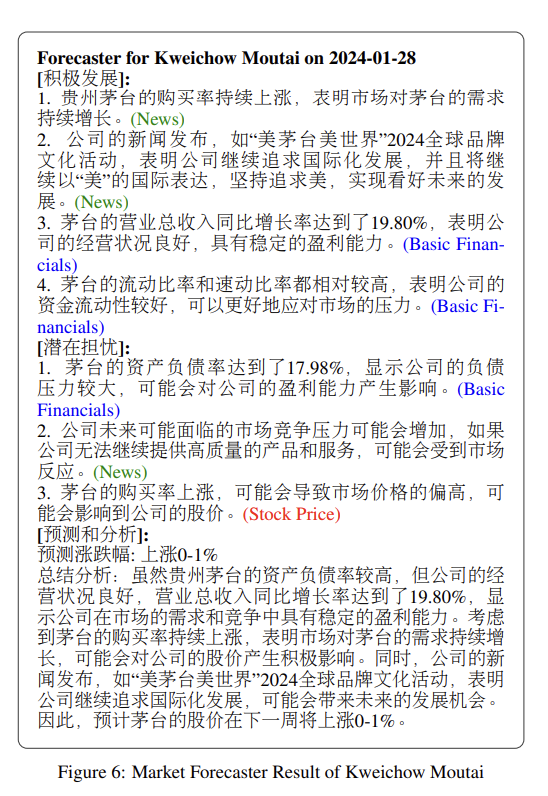 Forecaster for Kweichow Moutai on 2024-01-28
[积极发展]:
1. 贵州茅台的购买率持续上涨，表明市场对茅台的需求
持续增长。(News)
2. 公司的新闻发布，如“美茅台美世界”2024全球品牌
文化活动，表明公司继续追求国际化发展，并且将继
续以“美”的国际表达，坚持追求美，实现看好未来的发
展。(News)
3. 茅台的营业总收入同比增长率达到了19.80%，表明公
司的经营状况良好，具有稳定的盈利能力。(Basic Finan-
cials)
4. 茅台的流动比率和速动比率都相对较高，表明公司的
资金流动性较好，可以更好地应对市场的压力。(Basic Fi-
nancials)
[潜在担忧]:
1. 茅台的资产负债率达到了17.98%，显示公司的负债
压力较大，可能会对公司的盈利能力产生影响。(Basic
Financials)
2. 公司未来可能面临的市场竞争压力可能会增加，如果
公司无法继续提供高质量的产品和服务，可能会受到市场
反应。(News)
3. 茅台的购买率上涨，可能会导致市场价格的偏高，可
能会影响到公司的股价。(Stock Price)
[预测和分析]:
预测涨跌幅: 上涨0-1%
总结分析：虽然贵州茅台的资产负债率较高，但公司的经
营状况良好，营业总收入同比增长率达到了19.80%，显
示公司在市场的需求和竞争中具有稳定的盈利能力。考虑
到茅台的购买率持续上涨，表明市场对茅台的需求持续增
长，可能会对公司的股价产生积极影响。同时，公司的新
闻发布，如“美茅台美世界”2024全球品牌文化活动，表明
公司继续追求国际化发展，可能会带来未来的发展机会。
因此，预计茅台的股价在下一周将上涨0-1%。
Figure 6: Market Forecaster Result of Kweichow Moutai